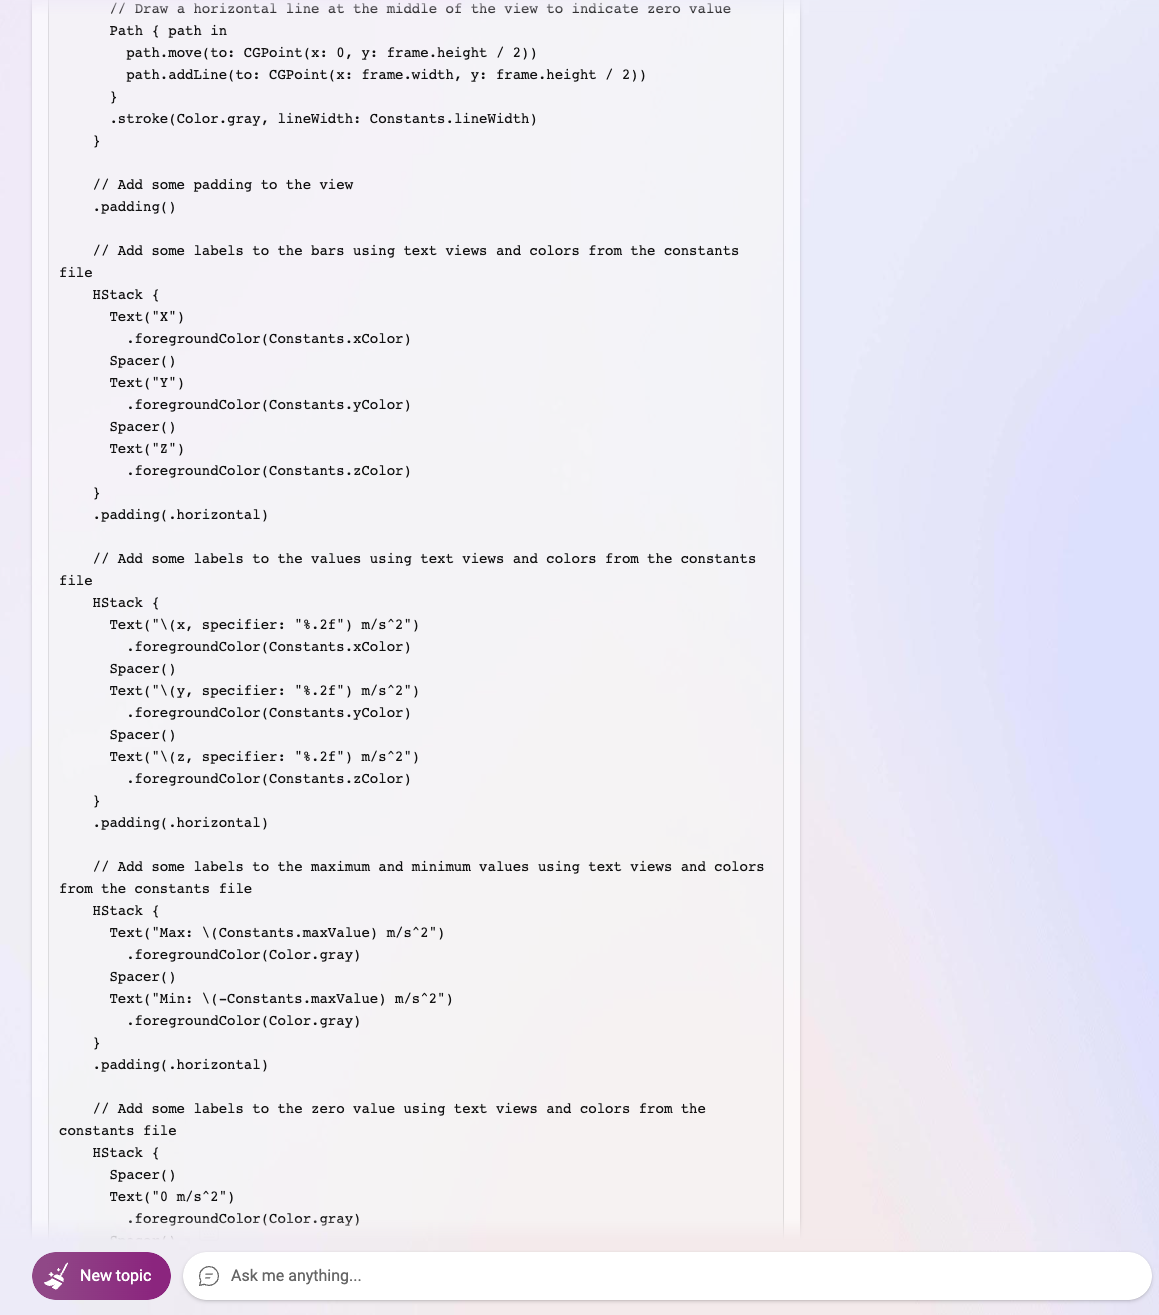 // Draw a horizontal line at the middle of the view to indicate zero value
Path { path in
path.move(to: CGPoint(x: 0, y: frame.height / 2))
path.addLine(to: CGPoint(x: frame.width, y: frame.height / 2))
}
.stroke(Color.gray, lineWidth: Constants.lineWidth)
}
// Add some padding to the view
.padding()
// Add some labels to the bars using text views and colors from the constants
file
HStack {
Text("X")
.foregroundColor(Constants.xColor)
Spacer()
Text("Y")
.foregroundColor(Constants.yColor)
Spacer()
Text("Z")
.foregroundColor(Constants.zColor)
}
.padding(.horizontal)
// Add some labels to the values using text views and colors from the constants
file
HStack {
Text("\(x, specifier: "%.2f") m/s^2")
.foregroundColor(Constants.xColor)
Spacer()
Text("\(y, specifier: "%.2f") m/s^2")
.foregroundColor(Constants.yColor)
Spacer()
Text("\(z, specifier: "%.2f") m/s^2")
.foregroundColor(Constants.zColor)
}
.padding(.horizontal)
// Add some labels to the maximum and minimum values using text views and colors
from the constants file
HStack {
Text("Max: \(Constants.maxValue) m/s^2")
.foregroundColor(Color.gray)
Spacer()
Text("Min: \(-Constants.maxValue) m/s^2")
.foregroundColor(Color.gray)
}
.padding(.horizontal)
// Add some labels to the zero value using text views and colors from the
constants file
HStack {
Spacer()
Text("0 m/s^2")
.foregroundColor(Color.gray)
New topic
Ask me anything...